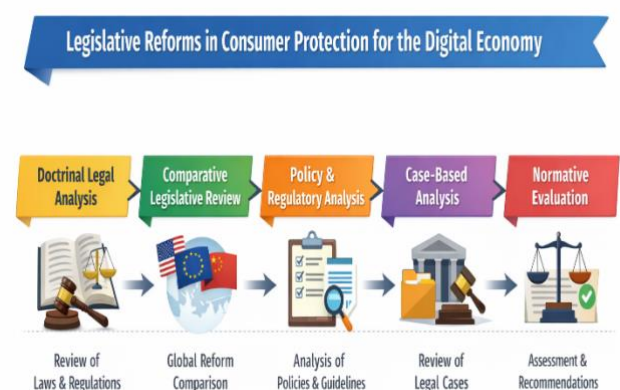 Legislative Reforms in Consumer Protection for the Digital Economy
Doctrinal Legal
Analysis
Comparative
Legislative Review
Policy &
Regulatory Analysis
Case-Based
Analysis
Normative
Evaluation
Review of
Laws & Regulations
Global Reform
Comparison
Analysis of
Policies & Guidelines
Review of
Legal Cases
Assessment &
Recommendations